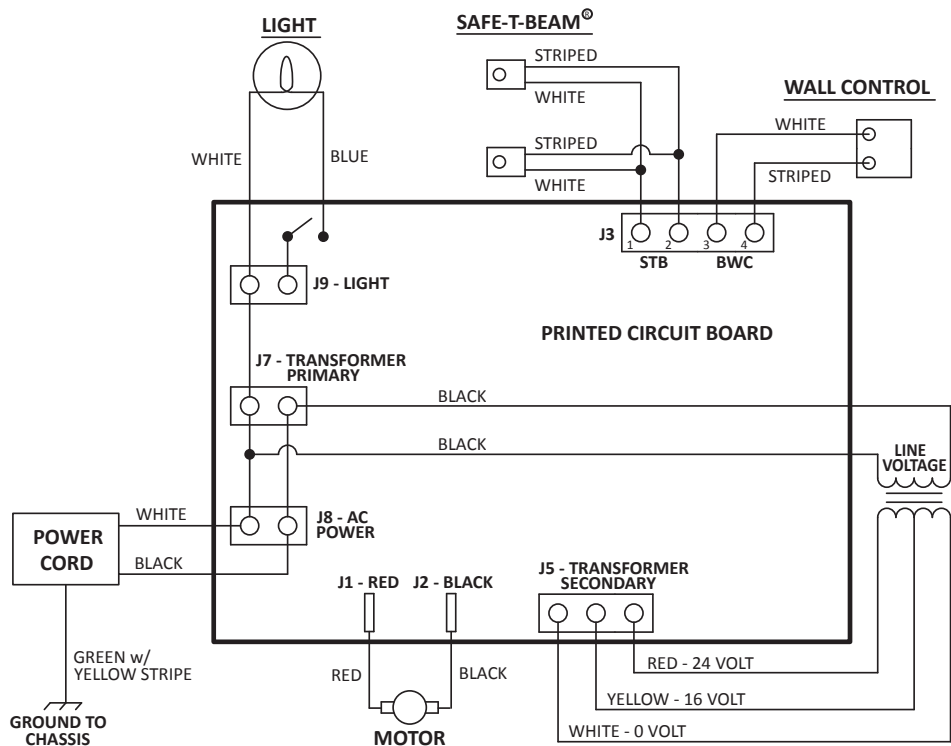 LIGHT
SAFE-T-BEAM®
STRIPED
WHITE
WALL CONTROL
WHITE
STRIPED
WHITE
BLUE
STRIPED
WHITE
J3
1
2
3
4
STB
BWC
J9 - LIGHT
PRINTED CIRCUIT BOARD
J7 - TRANSFORMER
PRIMARY
BLACK
BLACK
LINE
VOLTAGE
WHITE
J8 - AC
POWER
POWER
CORD
BLACK
J1 - RED
J2 - BLACK
J5 - TRANSFORMER
SECONDARY
GREEN w/
YELLOW STRIPE
RED
BLACK
RED - 24 VOLT
YELLOW - 16 VOLT
WHITE - 0 VOLT
GROUND TO
CHASSIS
MOTOR